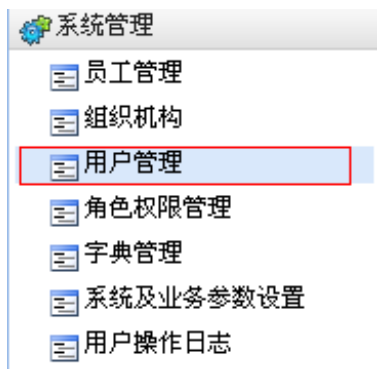 系统管理
员工管理
组织机构
用户管理
角色权限管理
字典管理
系统及业务参数设置
用户操作日志